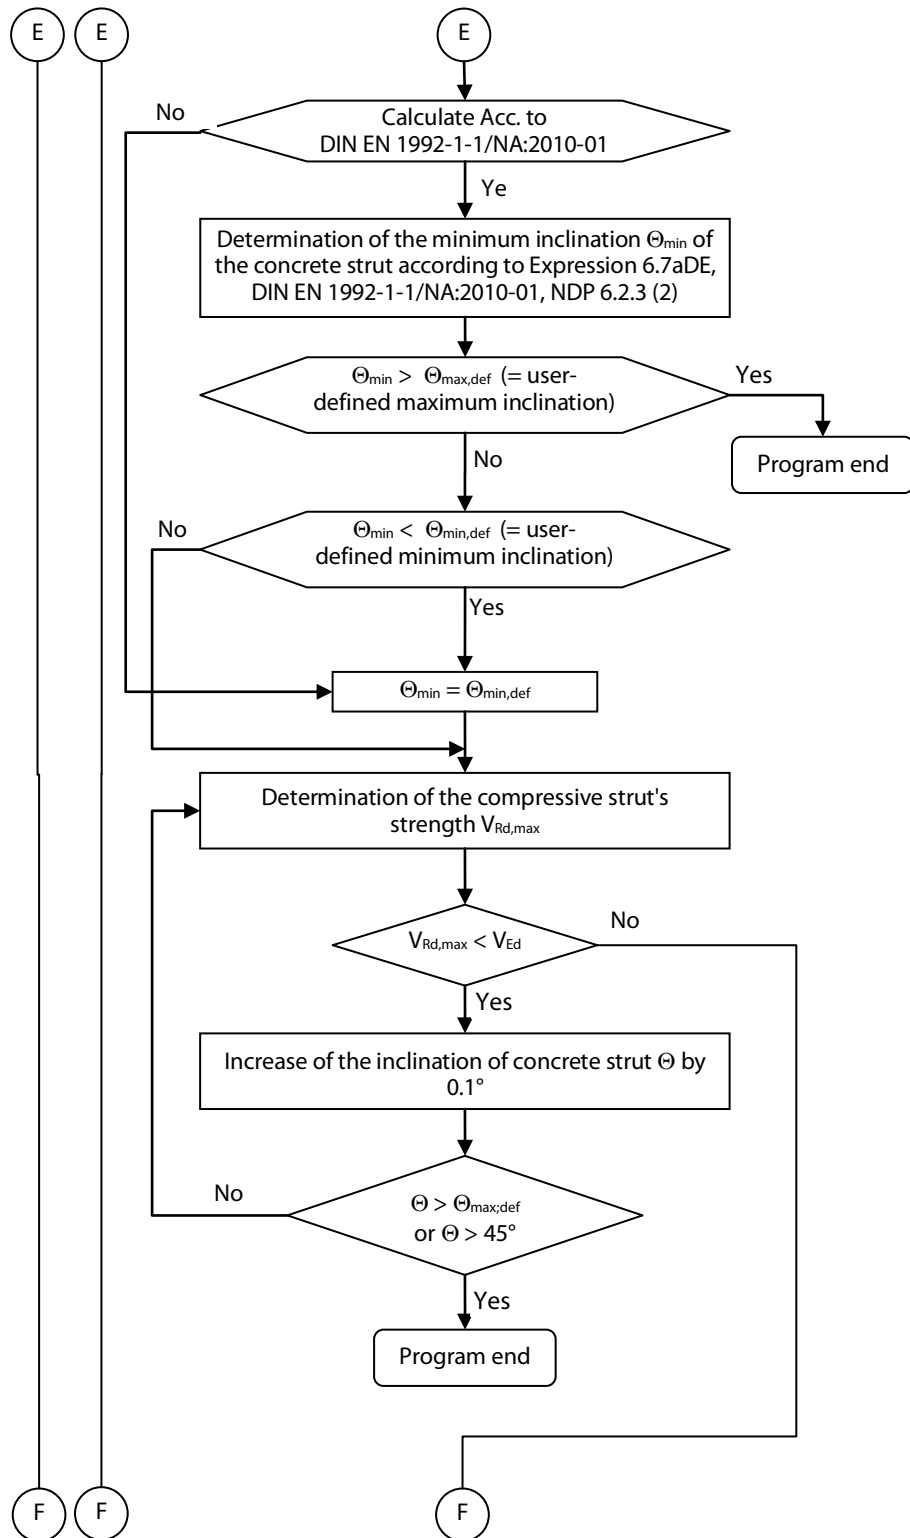 E
E
E
No
Calculate Acc. to
DIN EN 1992-1-1/NA:2010-01
Ye
Determination of the minimum inclination Θmin of
the concrete strut according to Expression 6.7aDE,
DIN EN 1992-1-1/NA:2010-01, NDP 6.2.3 (2)
Θmin > Θmax,def (= user-
defined maximum inclination)
Yes
Program end
No
No
Θmin < Θmin,def (= user-
defined minimum inclination)
Yes
Θmin = Θmin,def
Determination of the compressive strut's
strength VRd,max
VRd,max < VEd
No
Yes
Increase of the inclination of concrete strut Θ by
0.1°
No
Θ > Θmax;def
or Θ > 45°
Yes
Program end
F
F
F